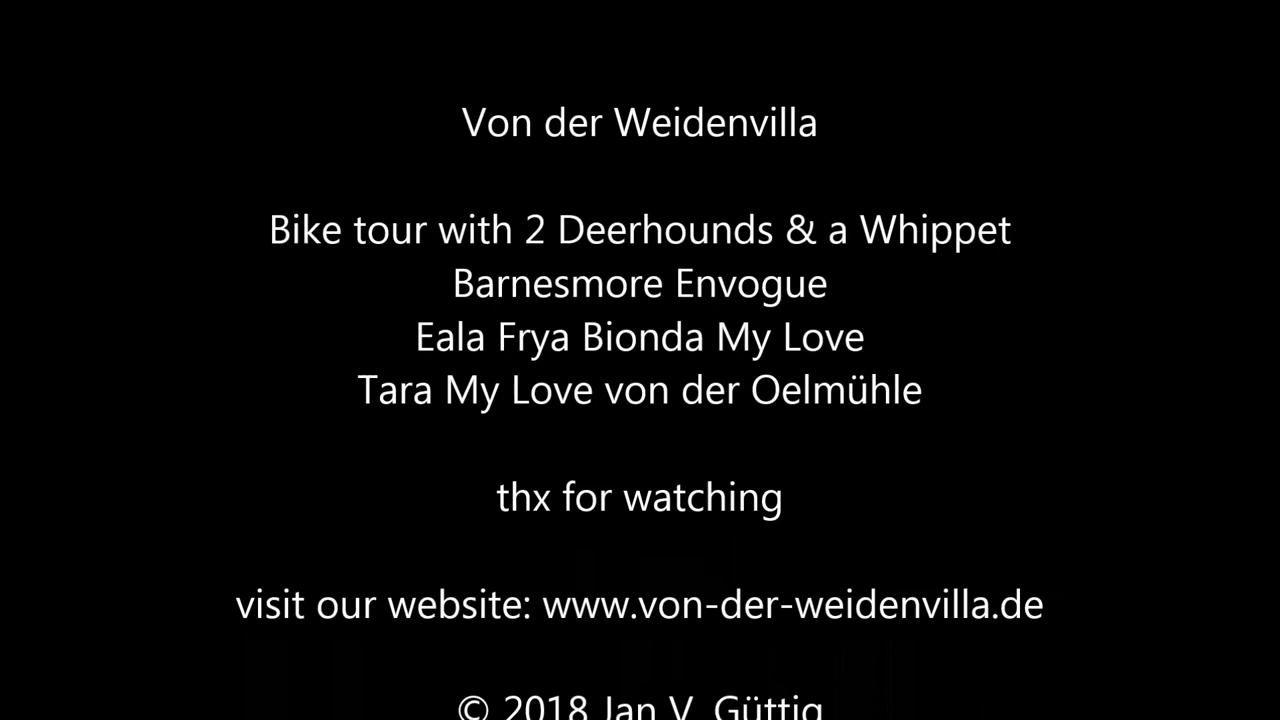 Von der Weidenvilla
Bike tour with 2 Deerhounds & a Whippet
Barnesmore Envogue
Eala Frya Bionda My Love
Tara My Love von der Oelmühle
thx for watching
visit our website: www.von-der-weidenvilla.de
© 2018 Jan V. Güttig